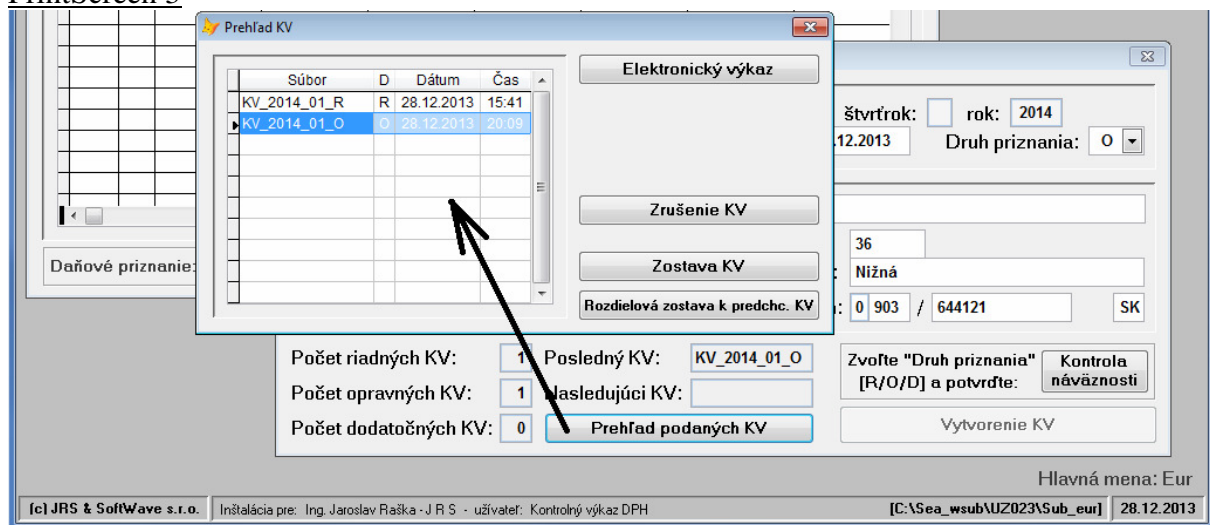 PrintScreen 3
Prehľad KV
Súbor D Dátum Čas
KV_2014_01_R R 28.12.2013 15:41
KV_2014_01_O O 28.12.2013 20:09
Elektronický výkaz
Zrušenie KV
Zostava KV
Rozdielová zostava k predchc. KV
štvrťrok: rok: 2014
.12.2013 Druh priznania: O
36
: Nižná
: 0 903 / 644121 SK
Daňové priznanie:
Počet riadných KV: 1 Posledný KV: KV_2014_01_O
Počet opravných KV: 1 Nasledujúci KV:
Počet dodatočných KV: 0 Prehľad podaných KV
Zvoľte "Druh priznania"
[R/O/D] a potvrďte:
Kontrola
náväznosti
Vytvorenie KV
Hlavná mena: Eur
(c) JRS & SoftWave s.r.o. Inštalácia pre: Ing. Jaroslav Raška - J R S - užívateľ: Kontrolný výkaz DPH [C:\Sea_wsub\UZ023\Sub_eur] 28.12.2013